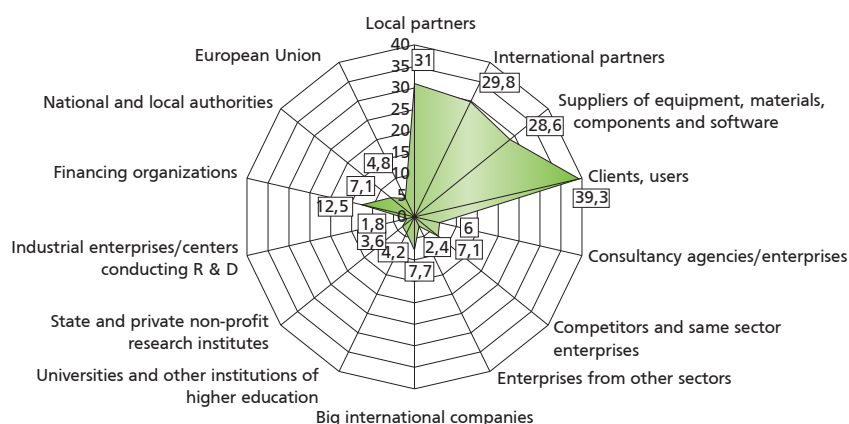 Local partners
European Union
International partners
National and local authorities
Suppliers of equipment, materials,
components and software
Financing organizations
Clients, users
Industrial enterprises/centers
conducting R & D
Consultancy agencies/enterprises
State and private non-profit
research institutes
Competitors and same sector
enterprises
Universities and other institutions of
higher education
Enterprises from other sectors
Big international companies
40
35
30
25
20
15
10
5
0
31
29,8
28,6
39,3
6
7,1
2,4
7,7
4,2
3,6
1,8
12,5
7,1
4,8